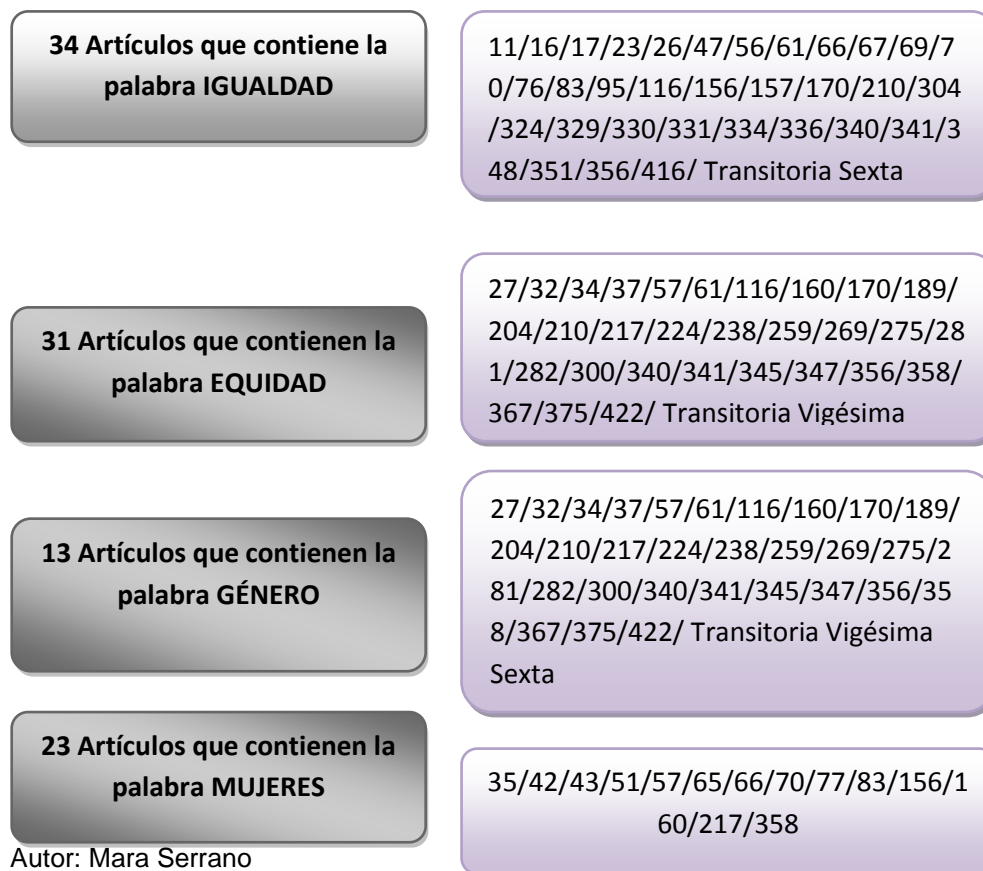 34 Artículos que contiene la
palabra IGUALDAD
11/16/17/23/26/47/56/61/66/67/69/7
0/76/83/95/116/156/157/170/210/304
/324/329/330/331/334/336/340/341/3
48/351/356/416/ Transitoria Sexta
31 Artículos que contienen la
palabra EQUIDAD
27/32/34/37/57/61/116/160/170/189/
204/210/217/224/238/259/269/275/28
1/282/300/340/341/345/347/356/358/
367/375/422/ Transitoria Vigésima
13 Artículos que contienen la
palabra GÉNERO
27/32/34/37/57/61/116/160/170/189/
204/210/217/224/238/259/269/275/2
81/282/300/340/341/345/347/356/35
8/367/375/422/ Transitoria Vigésima
Sexta
23 Artículos que contienen la
palabra MUJERES
35/42/43/51/57/65/66/70/77/83/156/1
60/217/358
Autor: Mara Serrano